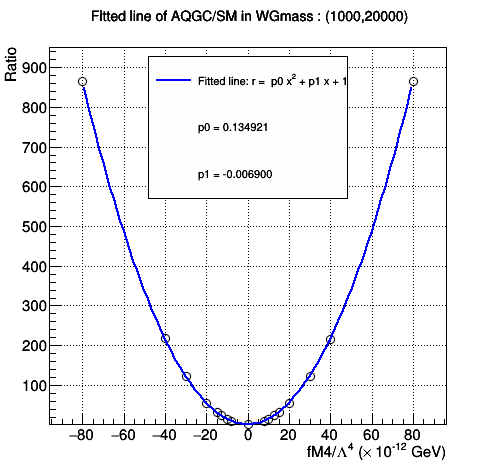 FItted line of AQGC/SM in WGmass : (1000,20000)
Ratio
Fitted line: r = p0 x² + p1 x + 1
p0 = 0.134921
p1 = -0.006900
900
800
700
600
500
400
300
200
100
−80 −60 −40 −20 0 20 40 60 80
fM4/Λ⁴ (× 10⁻¹² GeV)